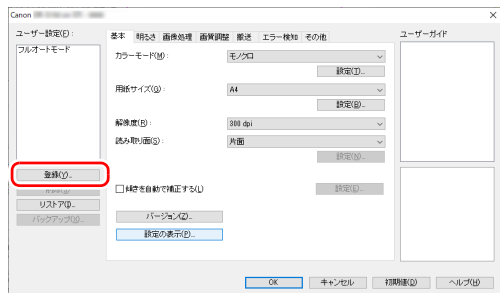 Canon
ユーザー設定(F):
フルオートモード
登録(Y)...
削除(W)
リストア(I)...
バックアップ(X)...
基本 明るさ 画像処理 画質調整 搬送 エラー検知 その他
カラーモード(M):
モノクロ
設定(T)...
用紙サイズ(Q):
A4
設定(B)...
解像度(R):
300 dpi
読み取り面(S):
片面
設定(N)...
傾きを自動で補正する(L)
設定(E)...
バージョン(Z)...
設定の表示(P)...
ユーザーガイド
OK キャンセル 初期値(D) ヘルプ(H)